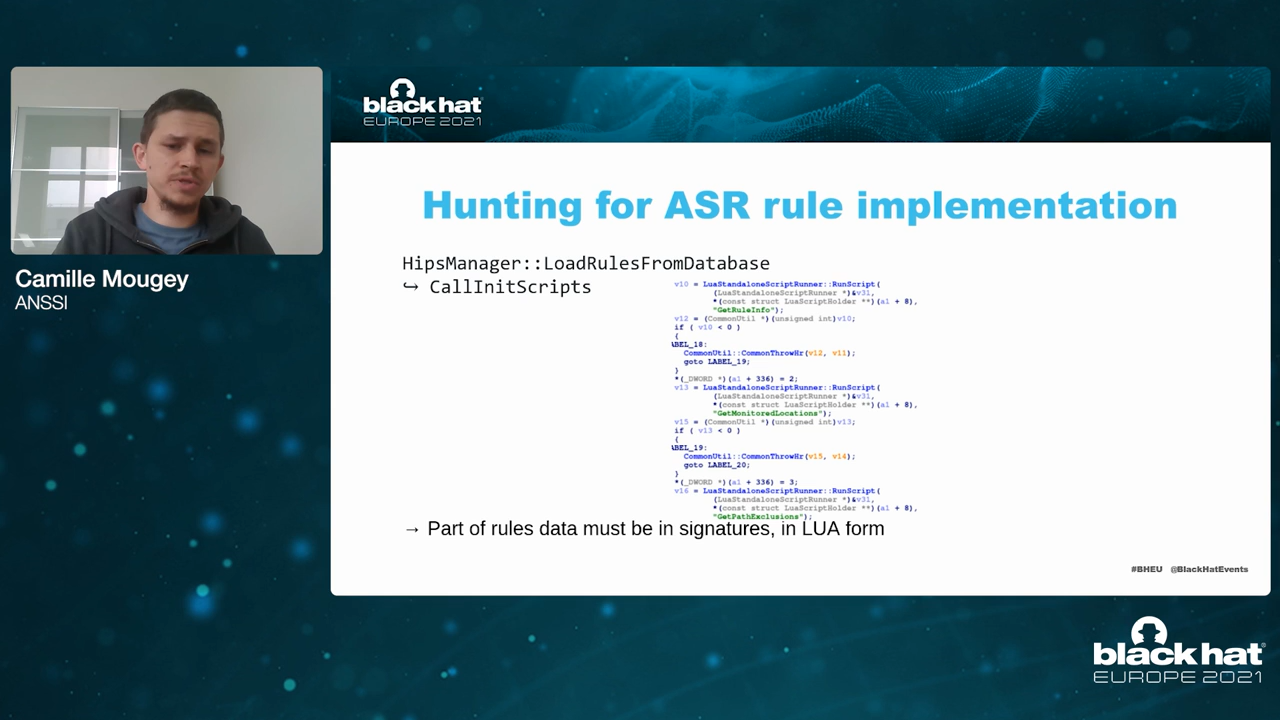 black hat
EUROPE 2021
Hunting for ASR rule implementation
HipsManager::LoadRulesFromDatabase
↪ CallInitScripts
v10 = LuaStandaloneScriptRunner::RunScript(
(LuaStandaloneScriptRunner *)&v31,
*(const struct LuaScriptHolder **)(a1 + 8),
"GetRuleInfo");
v12 = (CommonUtil *)(unsigned int)v10;
if ( v10 < 0 )
{
ABEL_18:
CommonUtil::CommonThrowHr(v12, v11);
goto LABEL_19;
}
*(_DWORD *)(a1 + 336) = 2;
v13 = LuaStandaloneScriptRunner::RunScript(
(LuaStandaloneScriptRunner *)&v31,
*(const struct LuaScriptHolder **)(a1 + 8),
"GetMonitoredLocations");
v15 = (CommonUtil *)(unsigned int)v13;
if ( v13 < 0 )
{
ABEL_19:
CommonUtil::CommonThrowHr(v15, v14);
goto LABEL_20;
}
*(_DWORD *)(a1 + 336) = 3;
v16 = LuaStandaloneScriptRunner::RunScript(
(LuaStandaloneScriptRunner *)&v31,
*(const struct LuaScriptHolder **)(a1 + 8),
"GetPathExclusions");
→ Part of rules data must be in signatures, in LUA form
#BHEU @BlackHatEvents
Camille Mougey
ANSSI
black hat
EUROPE 2021